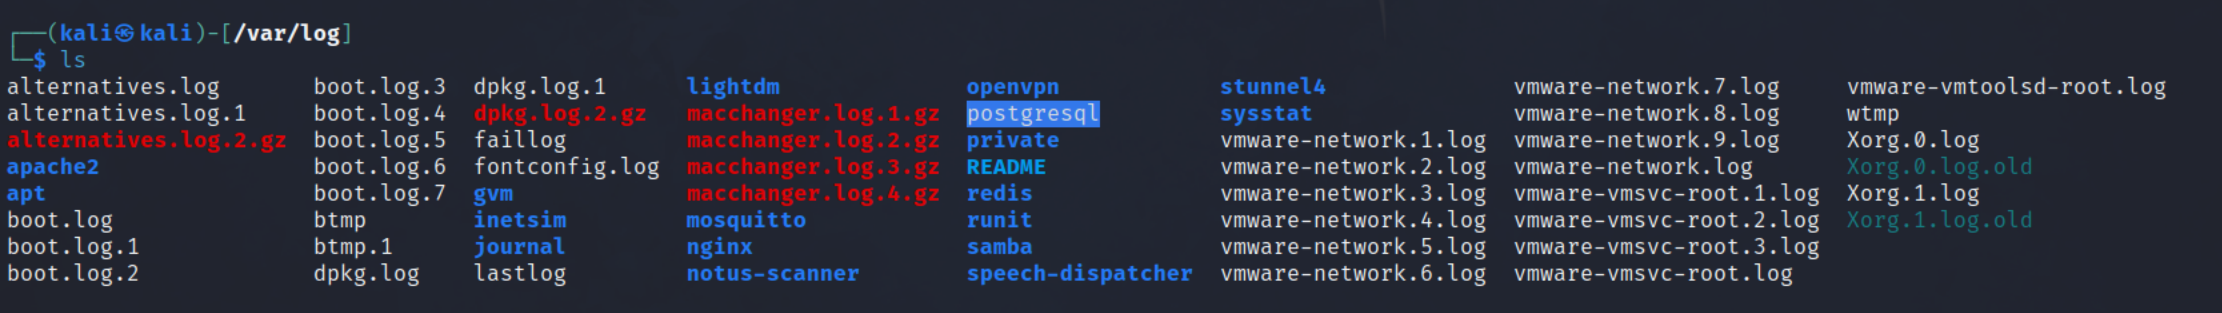 ┌──(kali㉿kali)-[/var/log]
└─$ ls
alternatives.log boot.log.3 dpkg.log.1 lightdm openvpn stunnel4 vmware-network.7.log vmware-vmtoolsd-root.log
alternatives.log.1 boot.log.4 dpkg.log.2.gz macchanger.log.1.gz postgresql sysstat vmware-network.8.log wtmp
alternatives.log.2.gz boot.log.5 faillog macchanger.log.2.gz private vmware-network.1.log vmware-network.9.log Xorg.0.log
apache2 boot.log.6 fontconfig.log macchanger.log.3.gz README vmware-network.2.log vmware-network.log Xorg.0.log.old
apt boot.log.7 gvm macchanger.log.4.gz redis vmware-network.3.log vmware-vmsvc-root.1.log Xorg.1.log
boot.log btmp inetsim mosquitto runit vmware-network.4.log vmware-vmsvc-root.2.log Xorg.1.log.old
boot.log.1 btmp.1 journal nginx samba vmware-network.5.log vmware-vmsvc-root.3.log
boot.log.2 dpkg.log lastlog notus-scanner speech-dispatcher vmware-network.6.log vmware-vmsvc-root.log